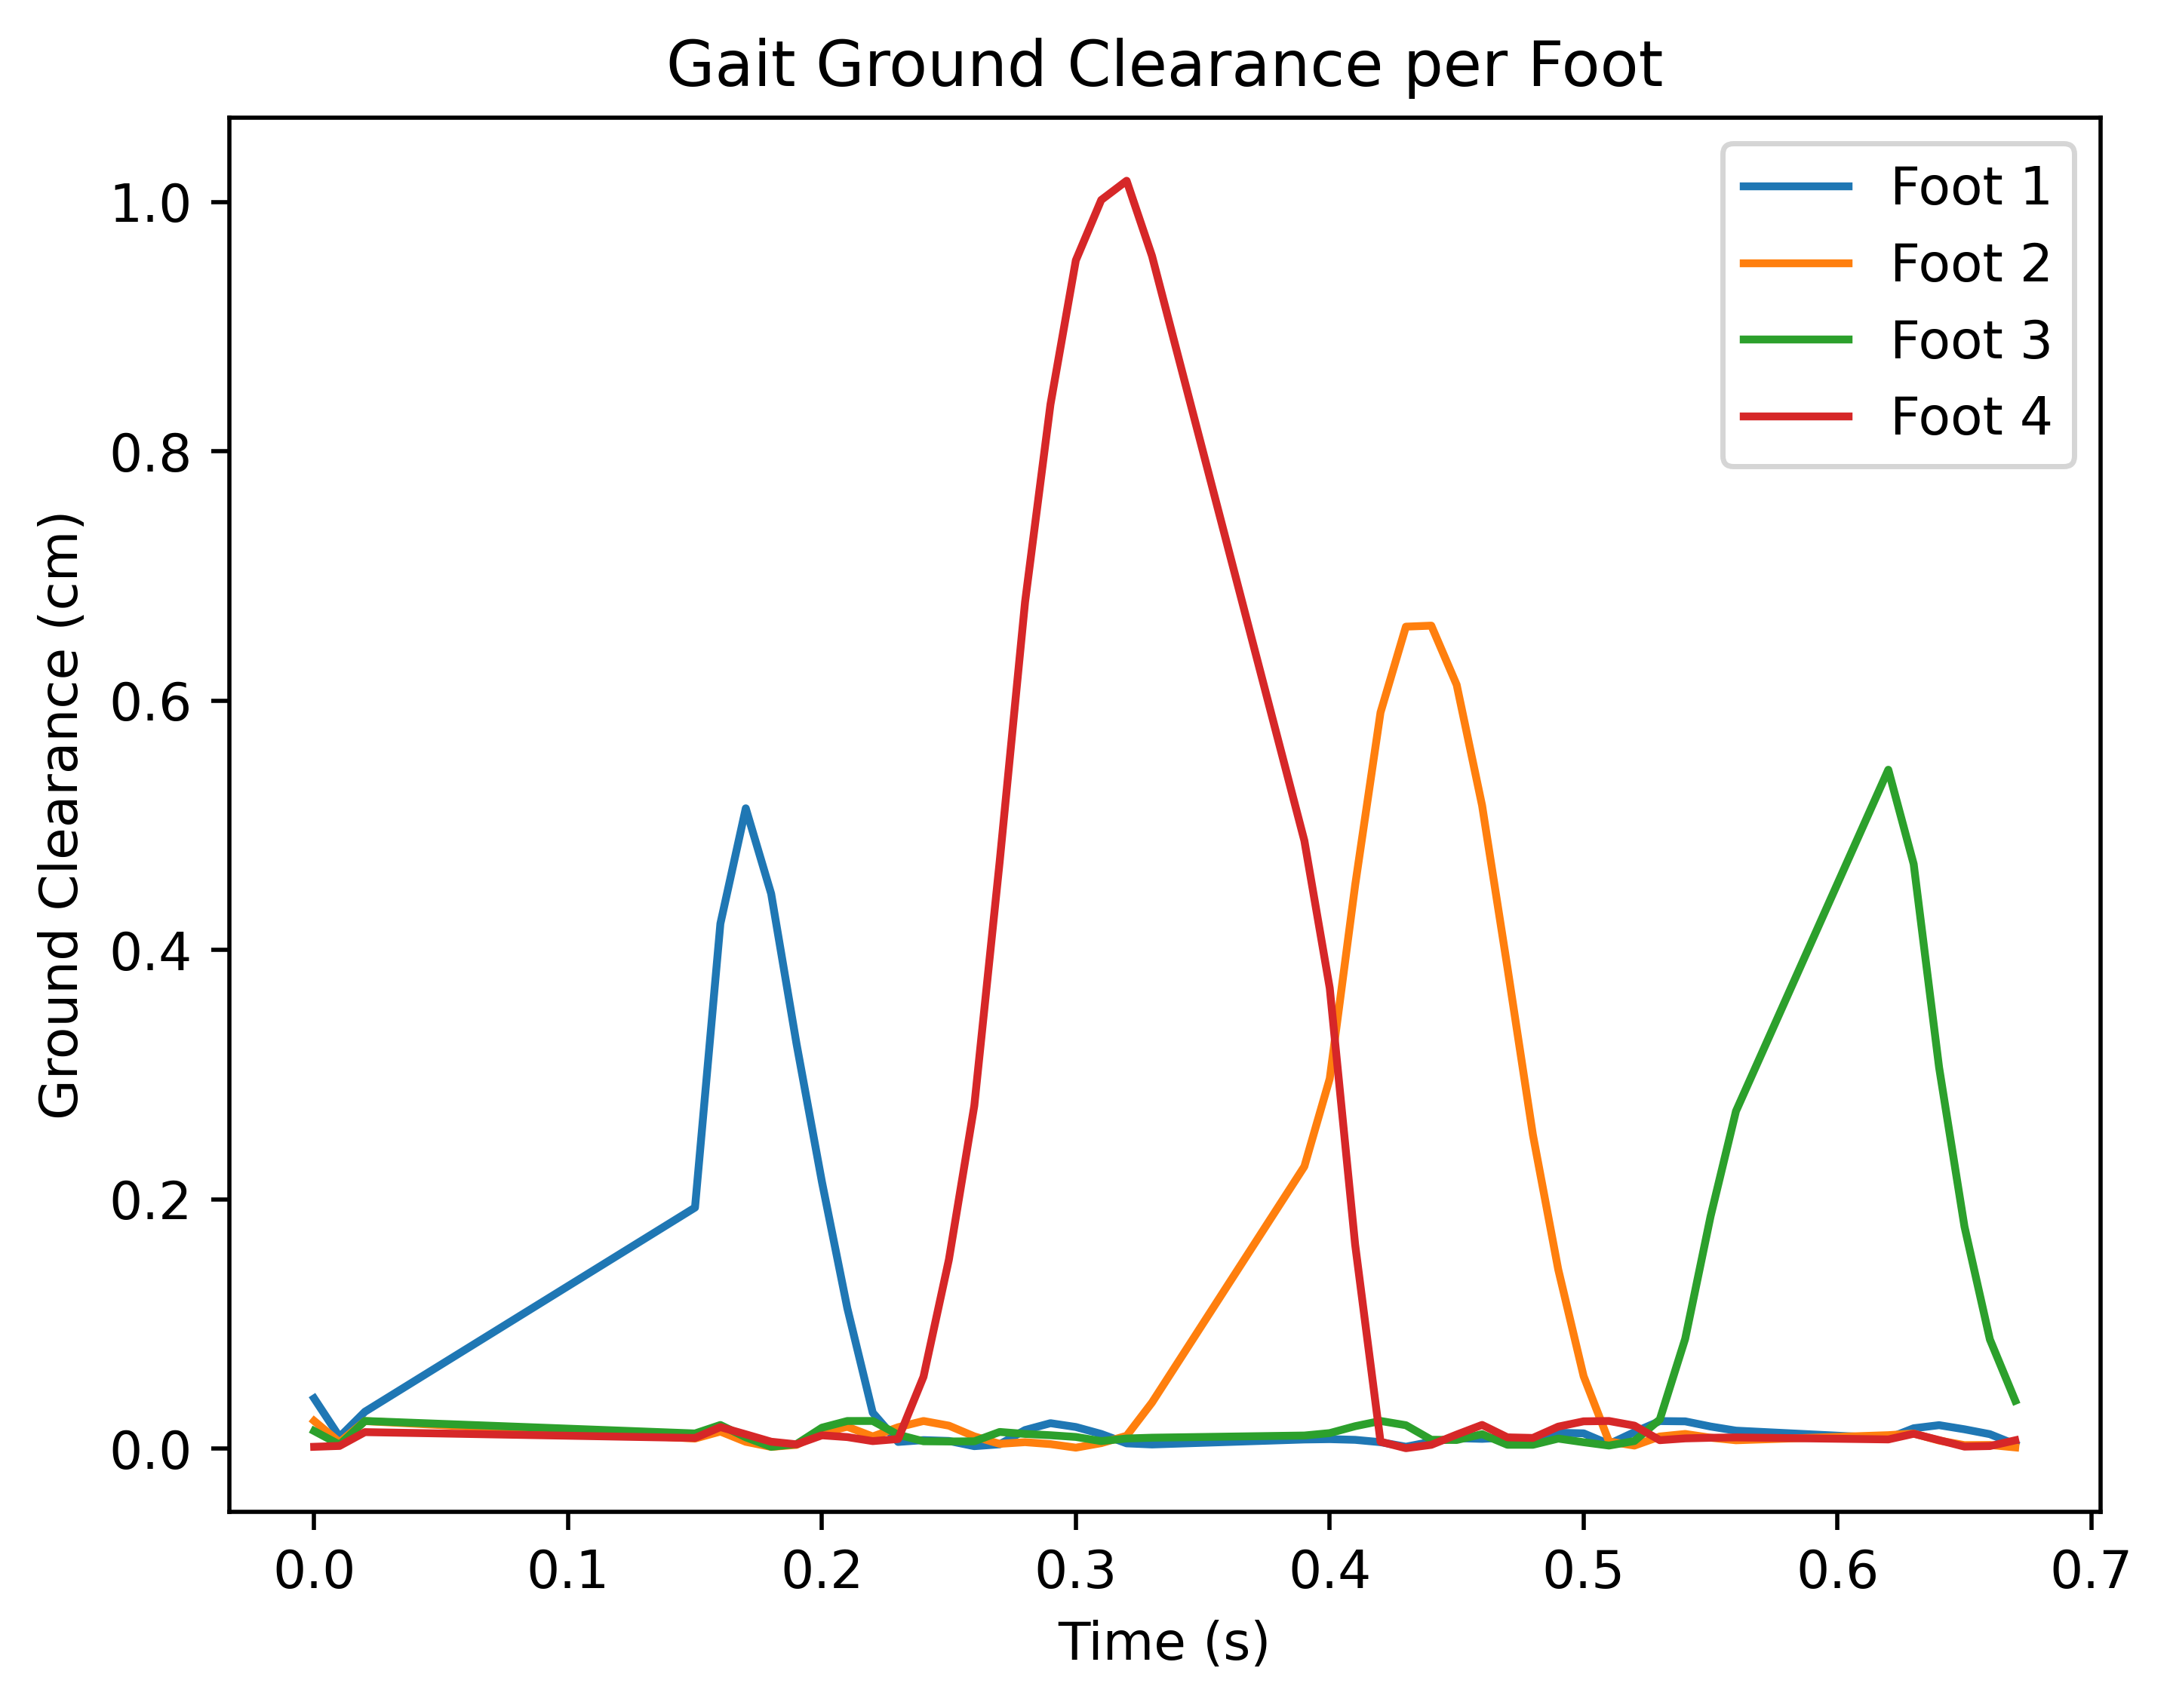 Gait Ground Clearance per Foot
Foot 1
Foot 2
Foot 3
Foot 4
Ground Clearance (cm)
1.0
0.8
0.6
0.4
0.2
0.0
0.0 0.1 0.2 0.3 0.4 0.5 0.6 0.7
Time (s)